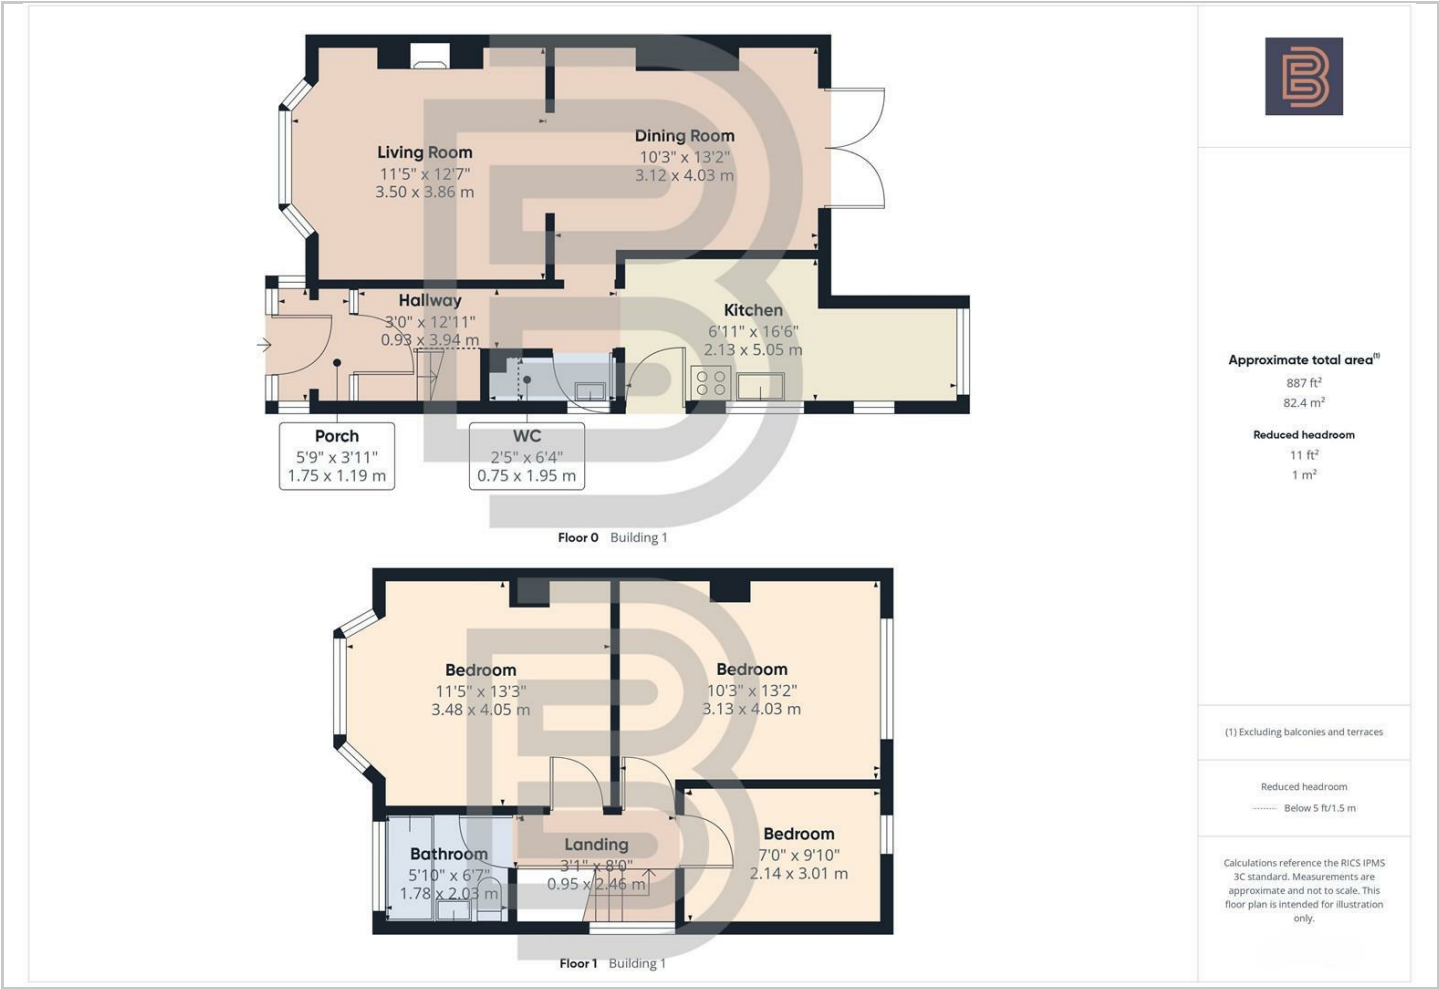 Living Room
11'5" x 12'7"
3.50 x 3.86 m
Dining Room
10'3" x 13'2"
3.12 x 4.03 m
Hallway
3'0" x 12'11"
0.93 x 3.94 m
Kitchen
6'11" x 16'6"
2.13 x 5.05 m
Porch
5'9" x 3'11"
1.75 x 1.19 m
WC
2'5" x 6'4"
0.75 x 1.95 m
Floor 0 Building 1
Bedroom
11'5" x 13'3"
3.48 x 4.05 m
Bedroom
10'3" x 13'2"
3.13 x 4.03 m
Bathroom
5'10" x 6'7"
1.78 x 2.03 m
Landing
3'1" x 8'0"
0.95 x 2.46 m
Bedroom
7'0" x 9'10"
2.14 x 3.01 m
Floor 1 Building 1
B
Approximate total area(1)
887 ft²
82.4 m²
Reduced headroom
11 ft²
1 m²
(1) Excluding balconies and terraces
Reduced headroom
Below 5 ft/1.5 m
Calculations reference the RICS IPMS
3C standard. Measurements are
approximate and not to scale. This
floor plan is intended for illustration
only.